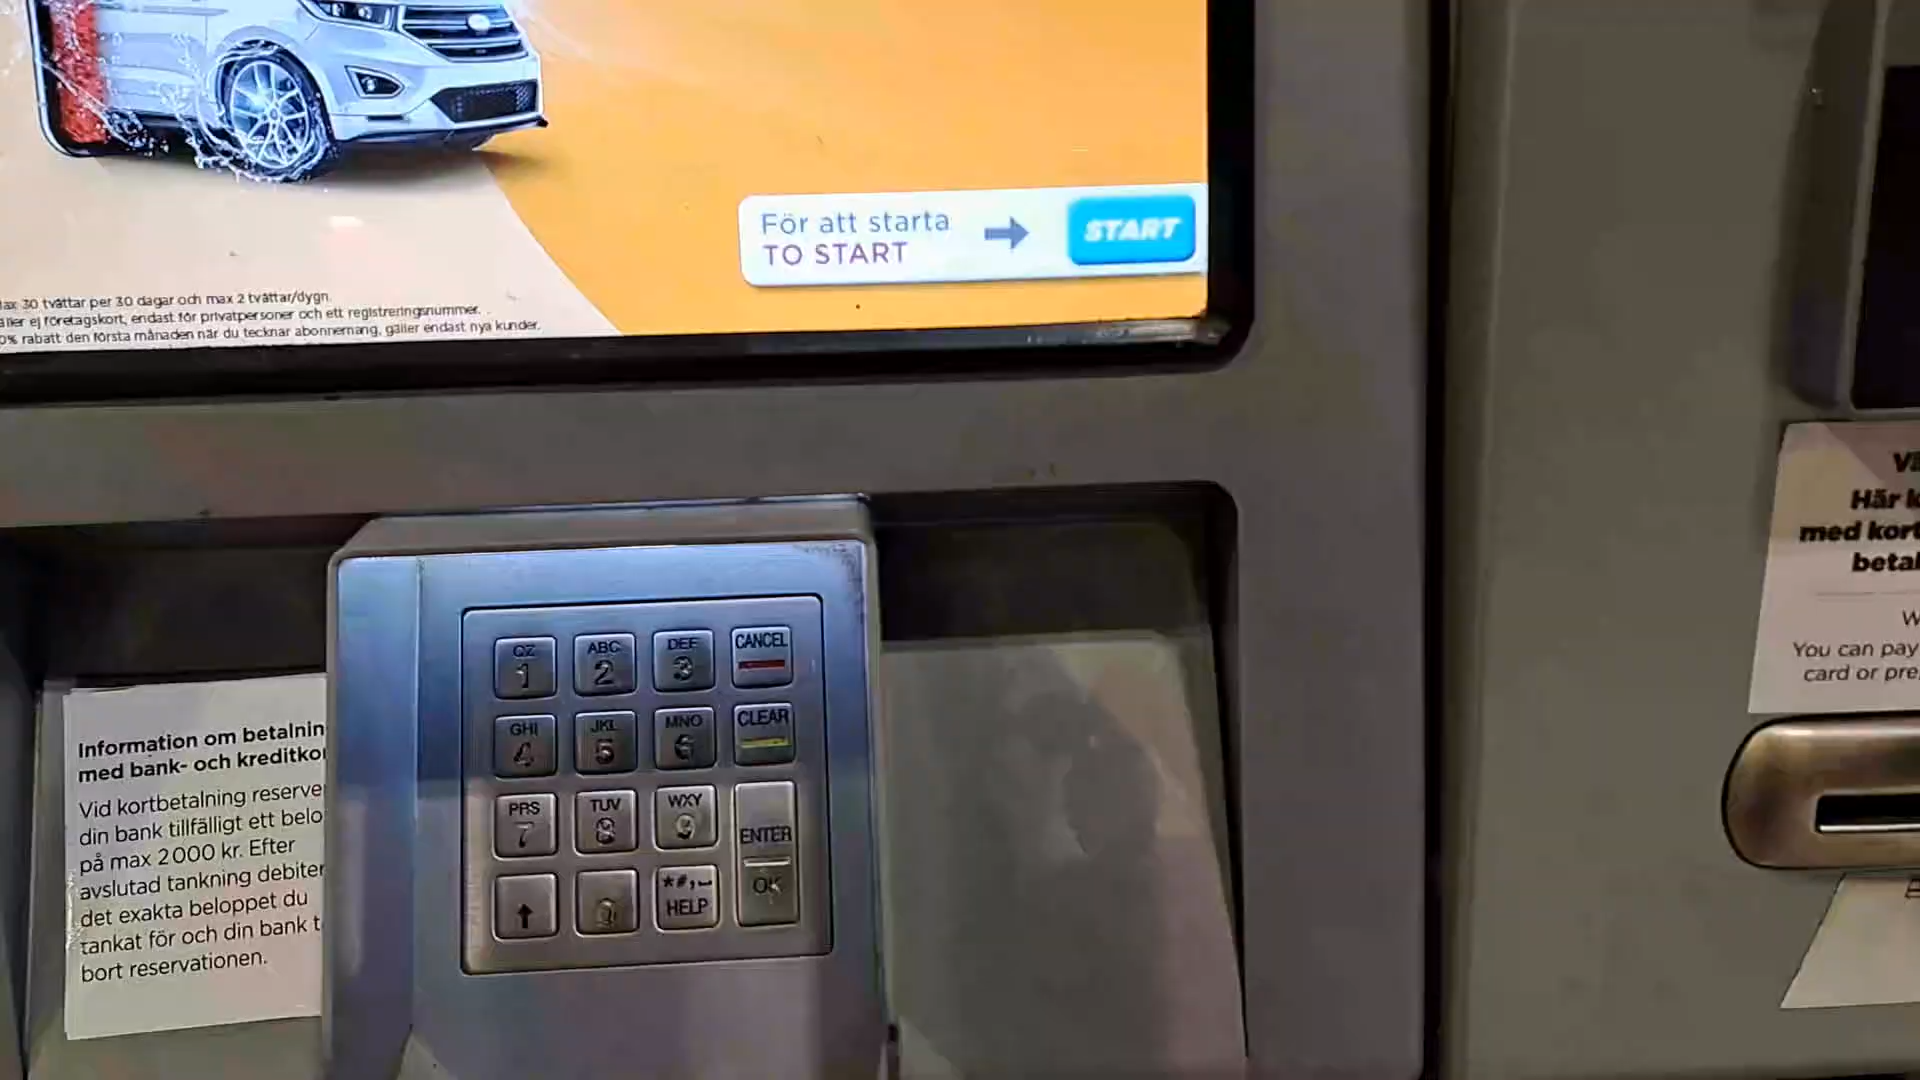 För att starta
TO START
START
max 30 tvättar per 30 dagar och max 2 tvättar/dygn.
gäller ej företagskort, endast för privatpersoner och ett registreringsnummer.
0% rabatt den första månaden när du tecknar abonnemang, gäller endast nya kunder.
QZ
1
ABC
2
DEF
3
CANCEL
GHI
4
JKL
5
MNO
6
CLEAR
PRS
7
TUV
8
WXY
9
ENTER
OK
0
*#,
HELP
Information om betalnin
med bank- och kreditko
Vid kortbetalning reserve
din bank tillfälligt ett belo
på max 2 000 kr. Efter
avslutad tankning debiter
det exakta beloppet du
tankat för och din bank t
bort reservationen.
Vä
Här k
med kort
betal
W
You can pay
card or pre